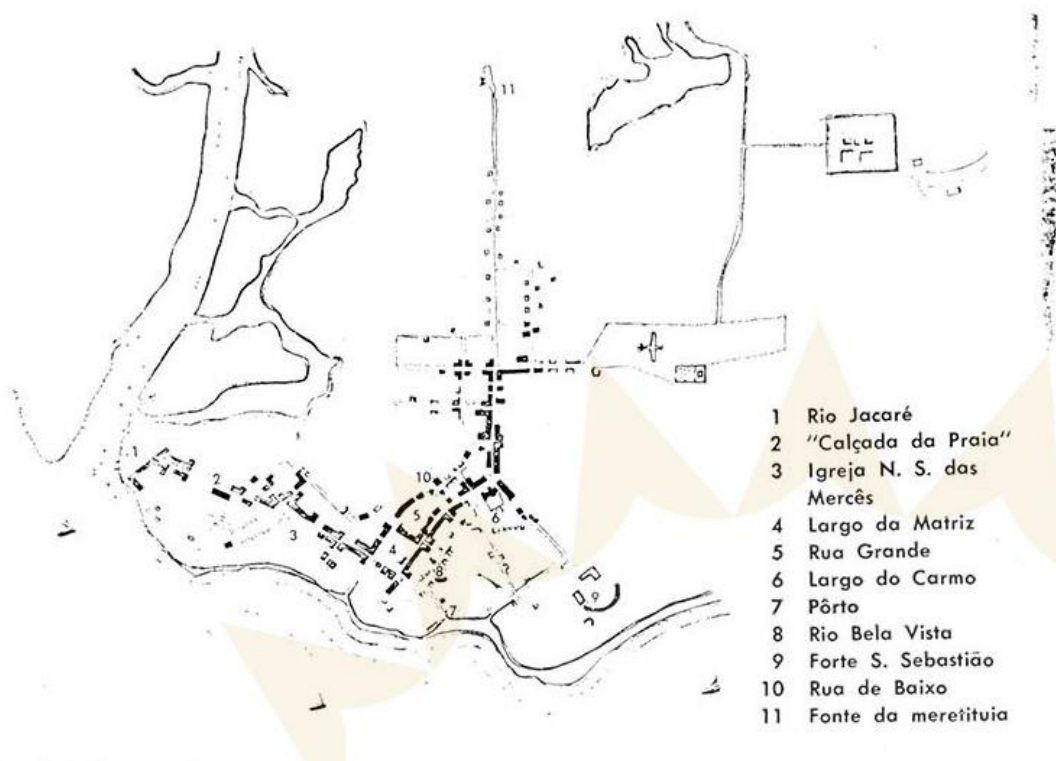 11
10
1
2
5
6
3
4
8
9
7
1 Rio Jacaré
2 "Calçada da Praia"
3 Igreja N. S. das
Mercês
4 Largo da Matriz
5 Rua Grande
6 Largo do Carmo
7 Pôrto
8 Rio Bela Vista
9 Forte S. Sebastião
10 Rua de Baixo
11 Fonte da meretituia